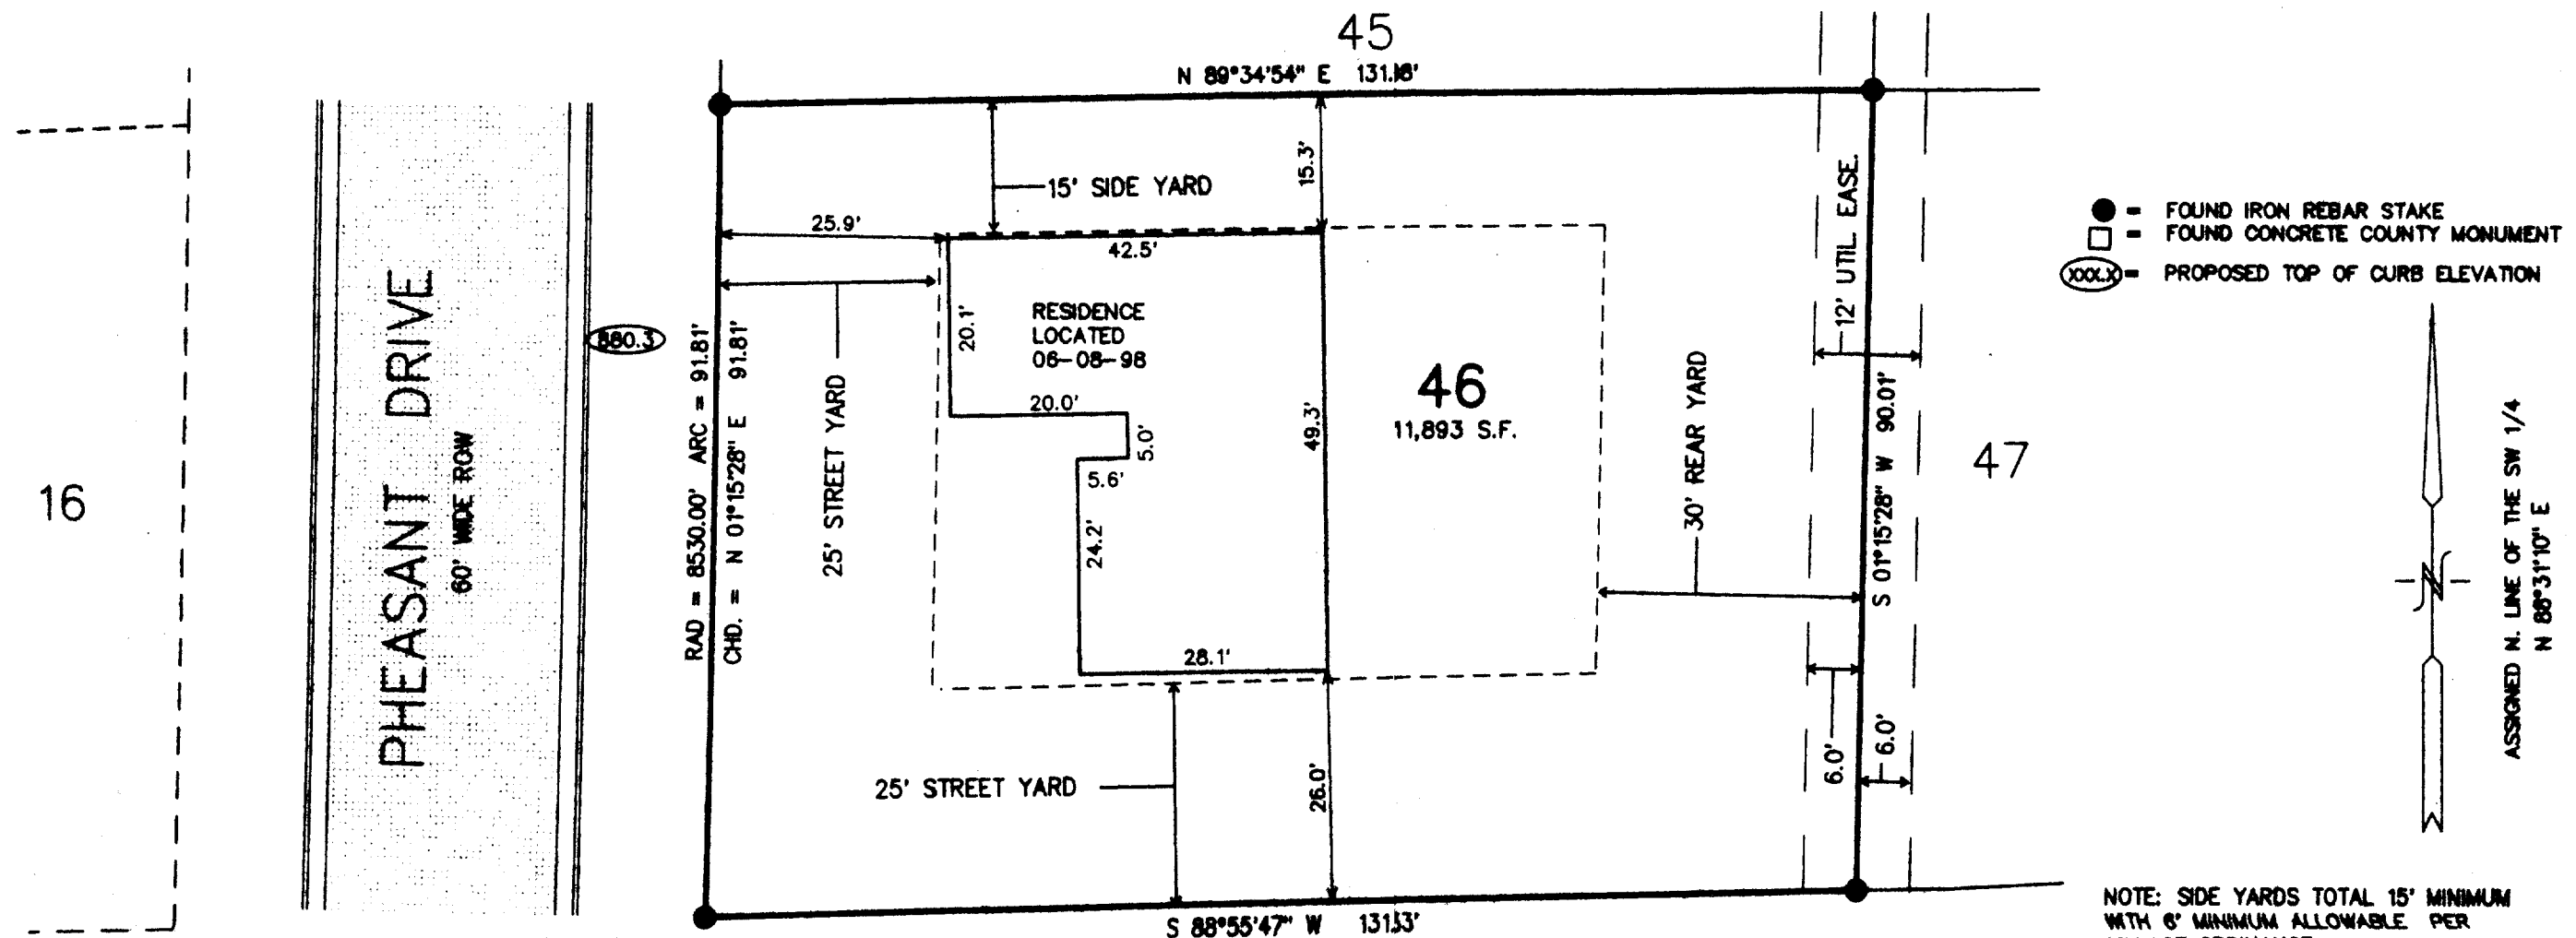 45
N 89°34'54" E 131.16'
15' SIDE YARD
15.3'
25.9'
42.5'
20.1'
RESIDENCE
LOCATED
06-08-98
20.0'
5.0'
5.6'
24.2'
28.1'
49.3'
46
11,893 S.F.
12' UTIL. EASE.
30' REAR YARD
S 01°15'28" W 90.01'
47
6.0'
6.0'
16
PHEASANT DRIVE
60' WIDE ROW
880.3
RAD = 8530.00' ARC = 91.81'
CHD. = N 01°15'28" E 91.81'
25' STREET YARD
25' STREET YARD
26.0'
S 88°55'47" W 131.53'
= FOUND IRON REBAR STAKE
= FOUND CONCRETE COUNTY MONUMENT
XXX.X = PROPOSED TOP OF CURB ELEVATION
N
ASSIGNED N. LINE OF THE SW 1/4
N 88°31'10" E
NOTE: SIDE YARDS TOTAL 15' MINIMUM
WITH 6' MINIMUM ALLOWABLE PER